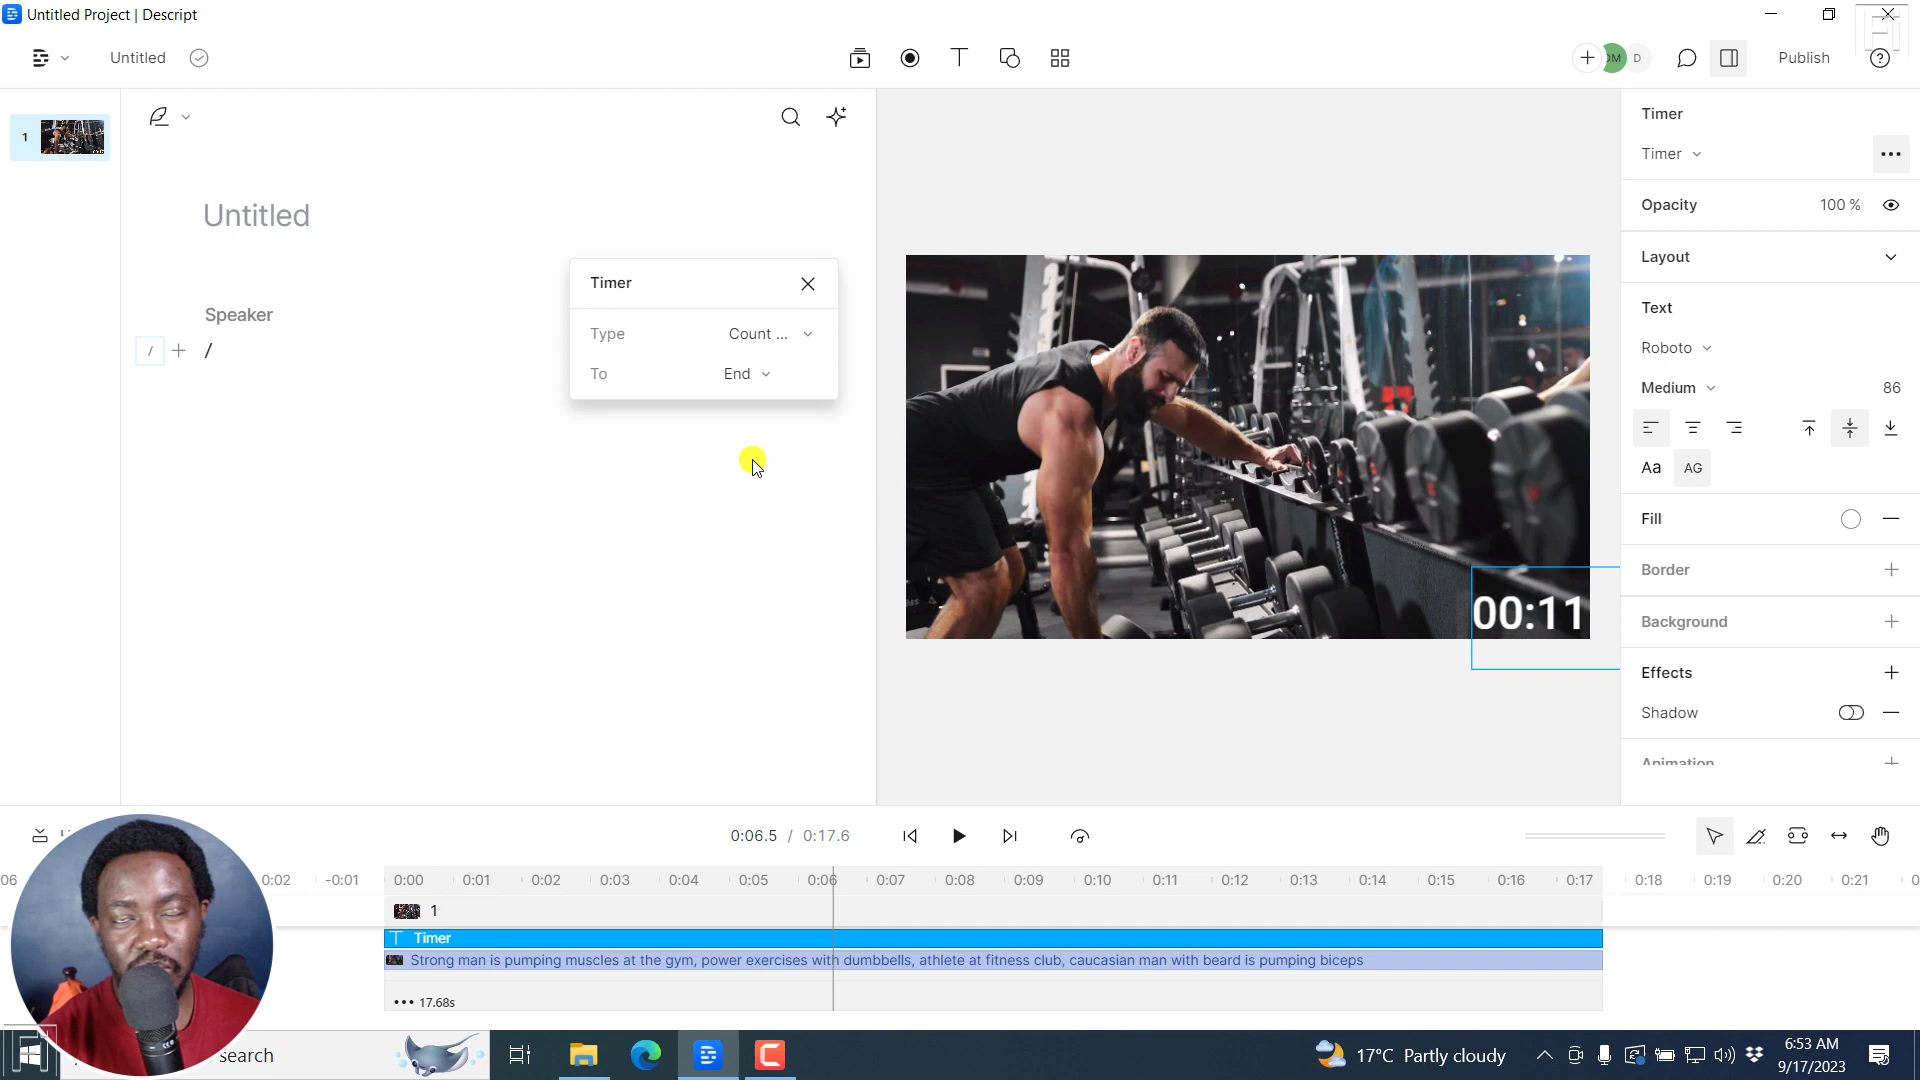 Untitled Project | Descript
Untitled
DM
D
Publish
1
Untitled
Speaker
/
/
Timer
Type
Count ...
To
End
00:11
Timer
Timer
Opacity
100 %
Layout
Text
Roboto
Medium
86
Aa
AG
Fill
Border
Background
Effects
Shadow
Animation
0:06.5 / 0:17.6
06
0:02
-0:01
0:00
0:01
0:02
0:03
0:04
0:05
0:06
0:07
0:08
0:09
0:10
0:11
0:12
0:13
0:14
0:15
0:16
0:17
0:18
0:19
0:20
0:21
0
1
Timer
Strong man is pumping muscles at the gym, power exercises with dumbbells, athlete at fitness club, caucasian man with beard is pumping biceps
17.68s
search
17°C Partly cloudy
6:53 AM
9/17/2023